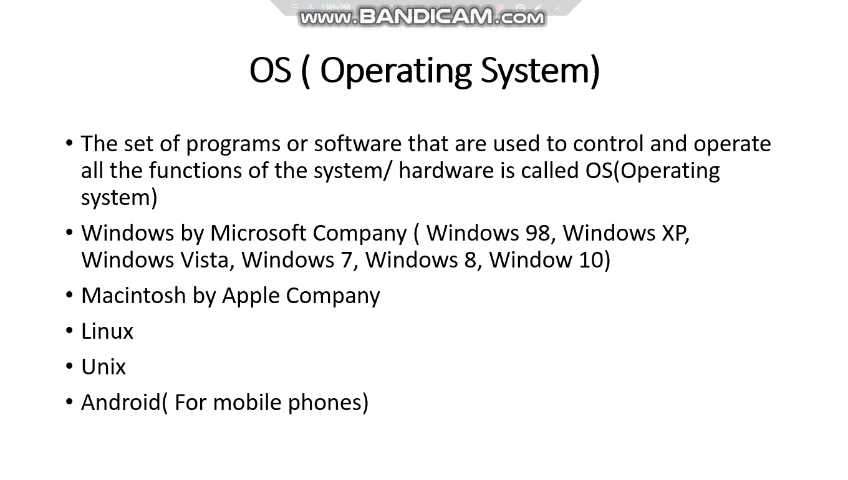 www.BANDICAM.com
OS ( Operating System)
• The set of programs or software that are used to control and operate
all the functions of the system/ hardware is called OS(Operating
system)
• Windows by Microsoft Company ( Windows 98, Windows XP,
Windows Vista, Windows 7, Windows 8, Window 10)
• Macintosh by Apple Company
• Linux
• Unix
• Android( For mobile phones)